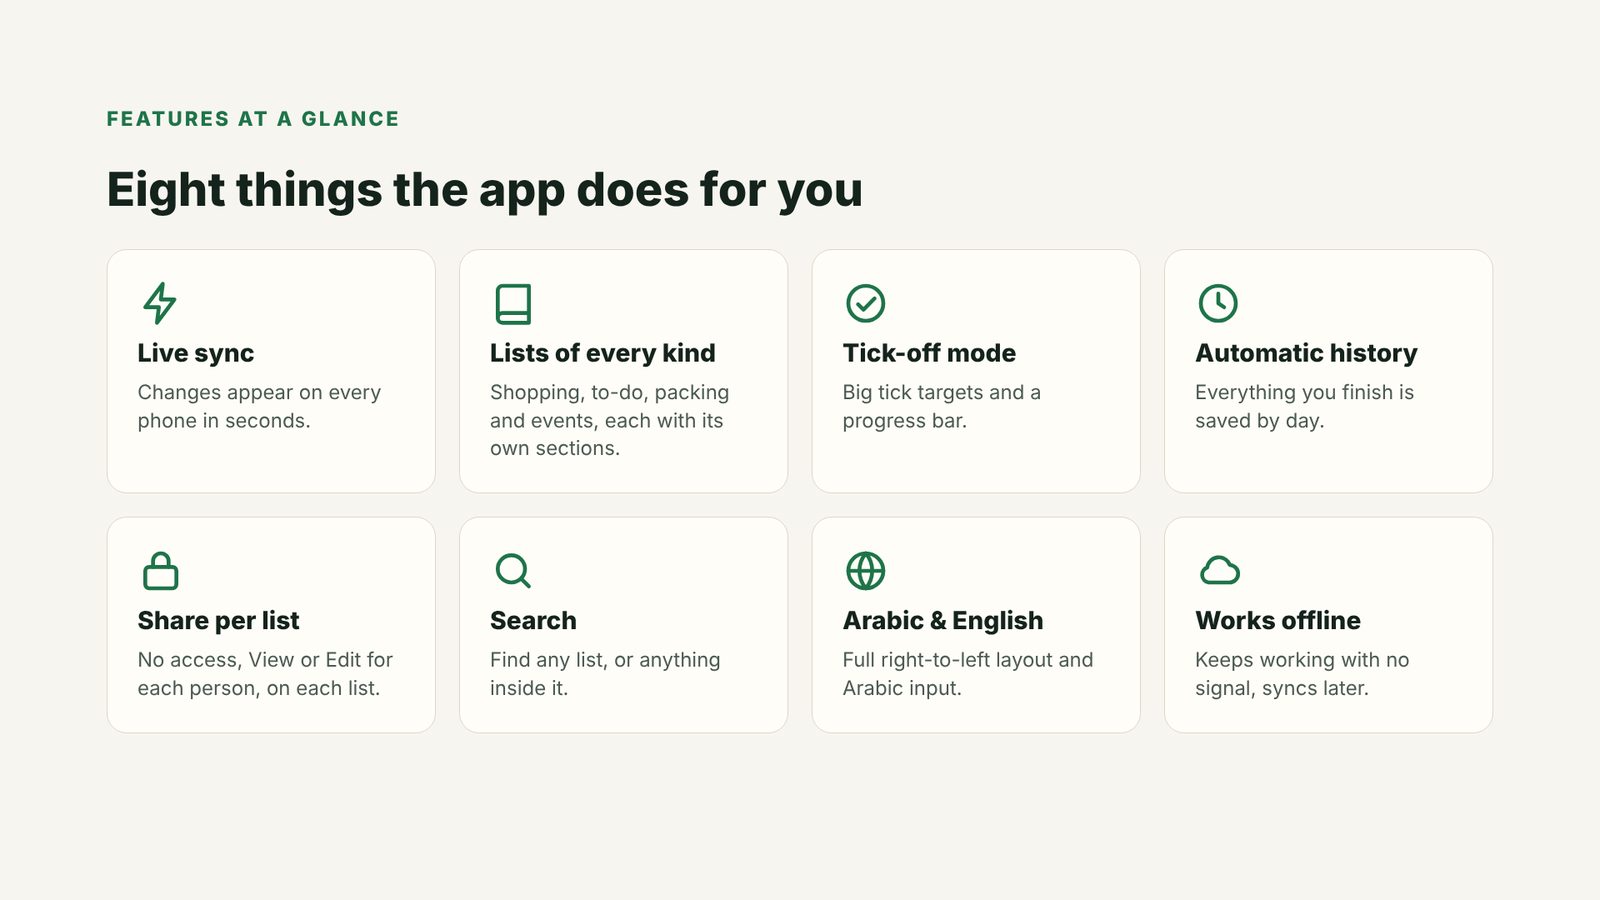 FEATURES AT A GLANCE
Eight things the app does for you
Live sync
Changes appear on every
phone in seconds.
Lists of every kind
Shopping, to-do, packing
and events, each with its
own sections.
Tick-off mode
Big tick targets and a
progress bar.
Automatic history
Everything you finish is
saved by day.
Share per list
No access, View or Edit for
each person, on each list.
Search
Find any list, or anything
inside it.
Arabic & English
Full right-to-left layout and
Arabic input.
Works offline
Keeps working with no
signal, syncs later.